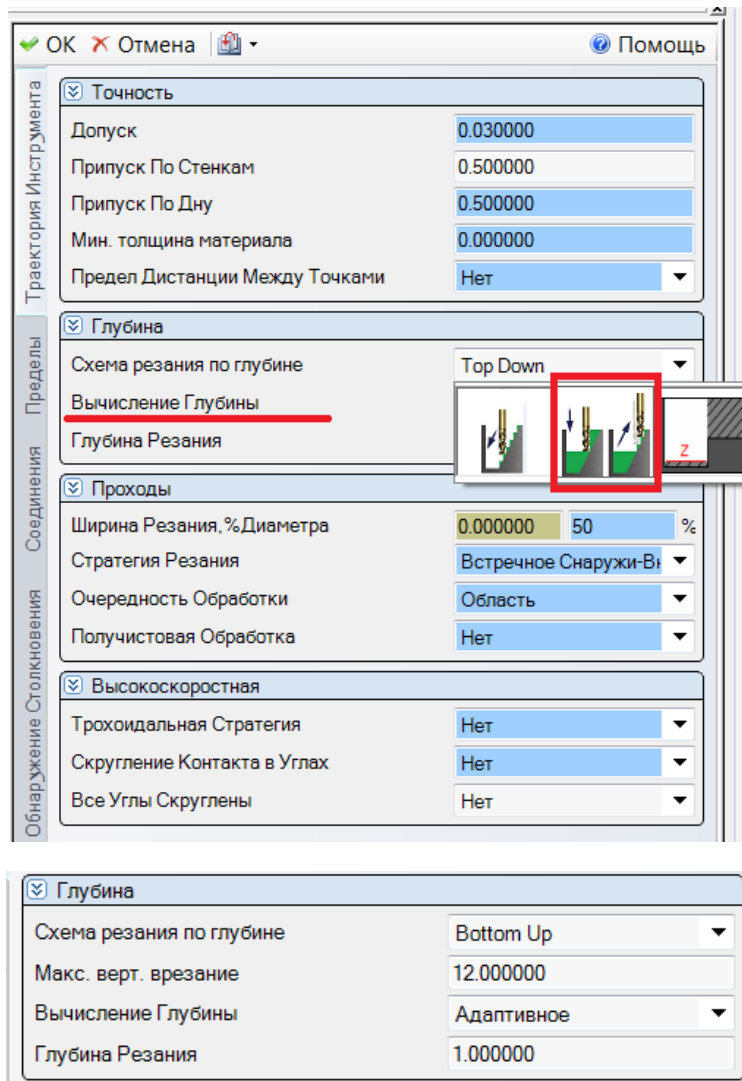 OK Отмена Помощь
Траектория Инструмента
Пределы
Соединения
Обнаружение Столкновения
Точность
Допуск 0.030000
Припуск По Стенкам 0.500000
Припуск По Дну 0.500000
Мин. толщина материала 0.000000
Предел Дистанции Между Точками Нет
Глубина
Схема резания по глубине Top Down
Вычисление Глубины
Глубина Резания
Z
Проходы
Ширина Резания,%Диаметра 0.000000 50 %
Стратегия Резания Встречное Снаружи-Вн
Очередность Обработки Область
Получистовая Обработка Нет
Высокоскоростная
Трохоидальная Стратегия Нет
Скругление Контакта в Углах Нет
Все Углы Скруглены Нет
Глубина
Схема резания по глубине Bottom Up
Макс. верт. врезание 12.000000
Вычисление Глубины Адаптивное
Глубина Резания 1.000000